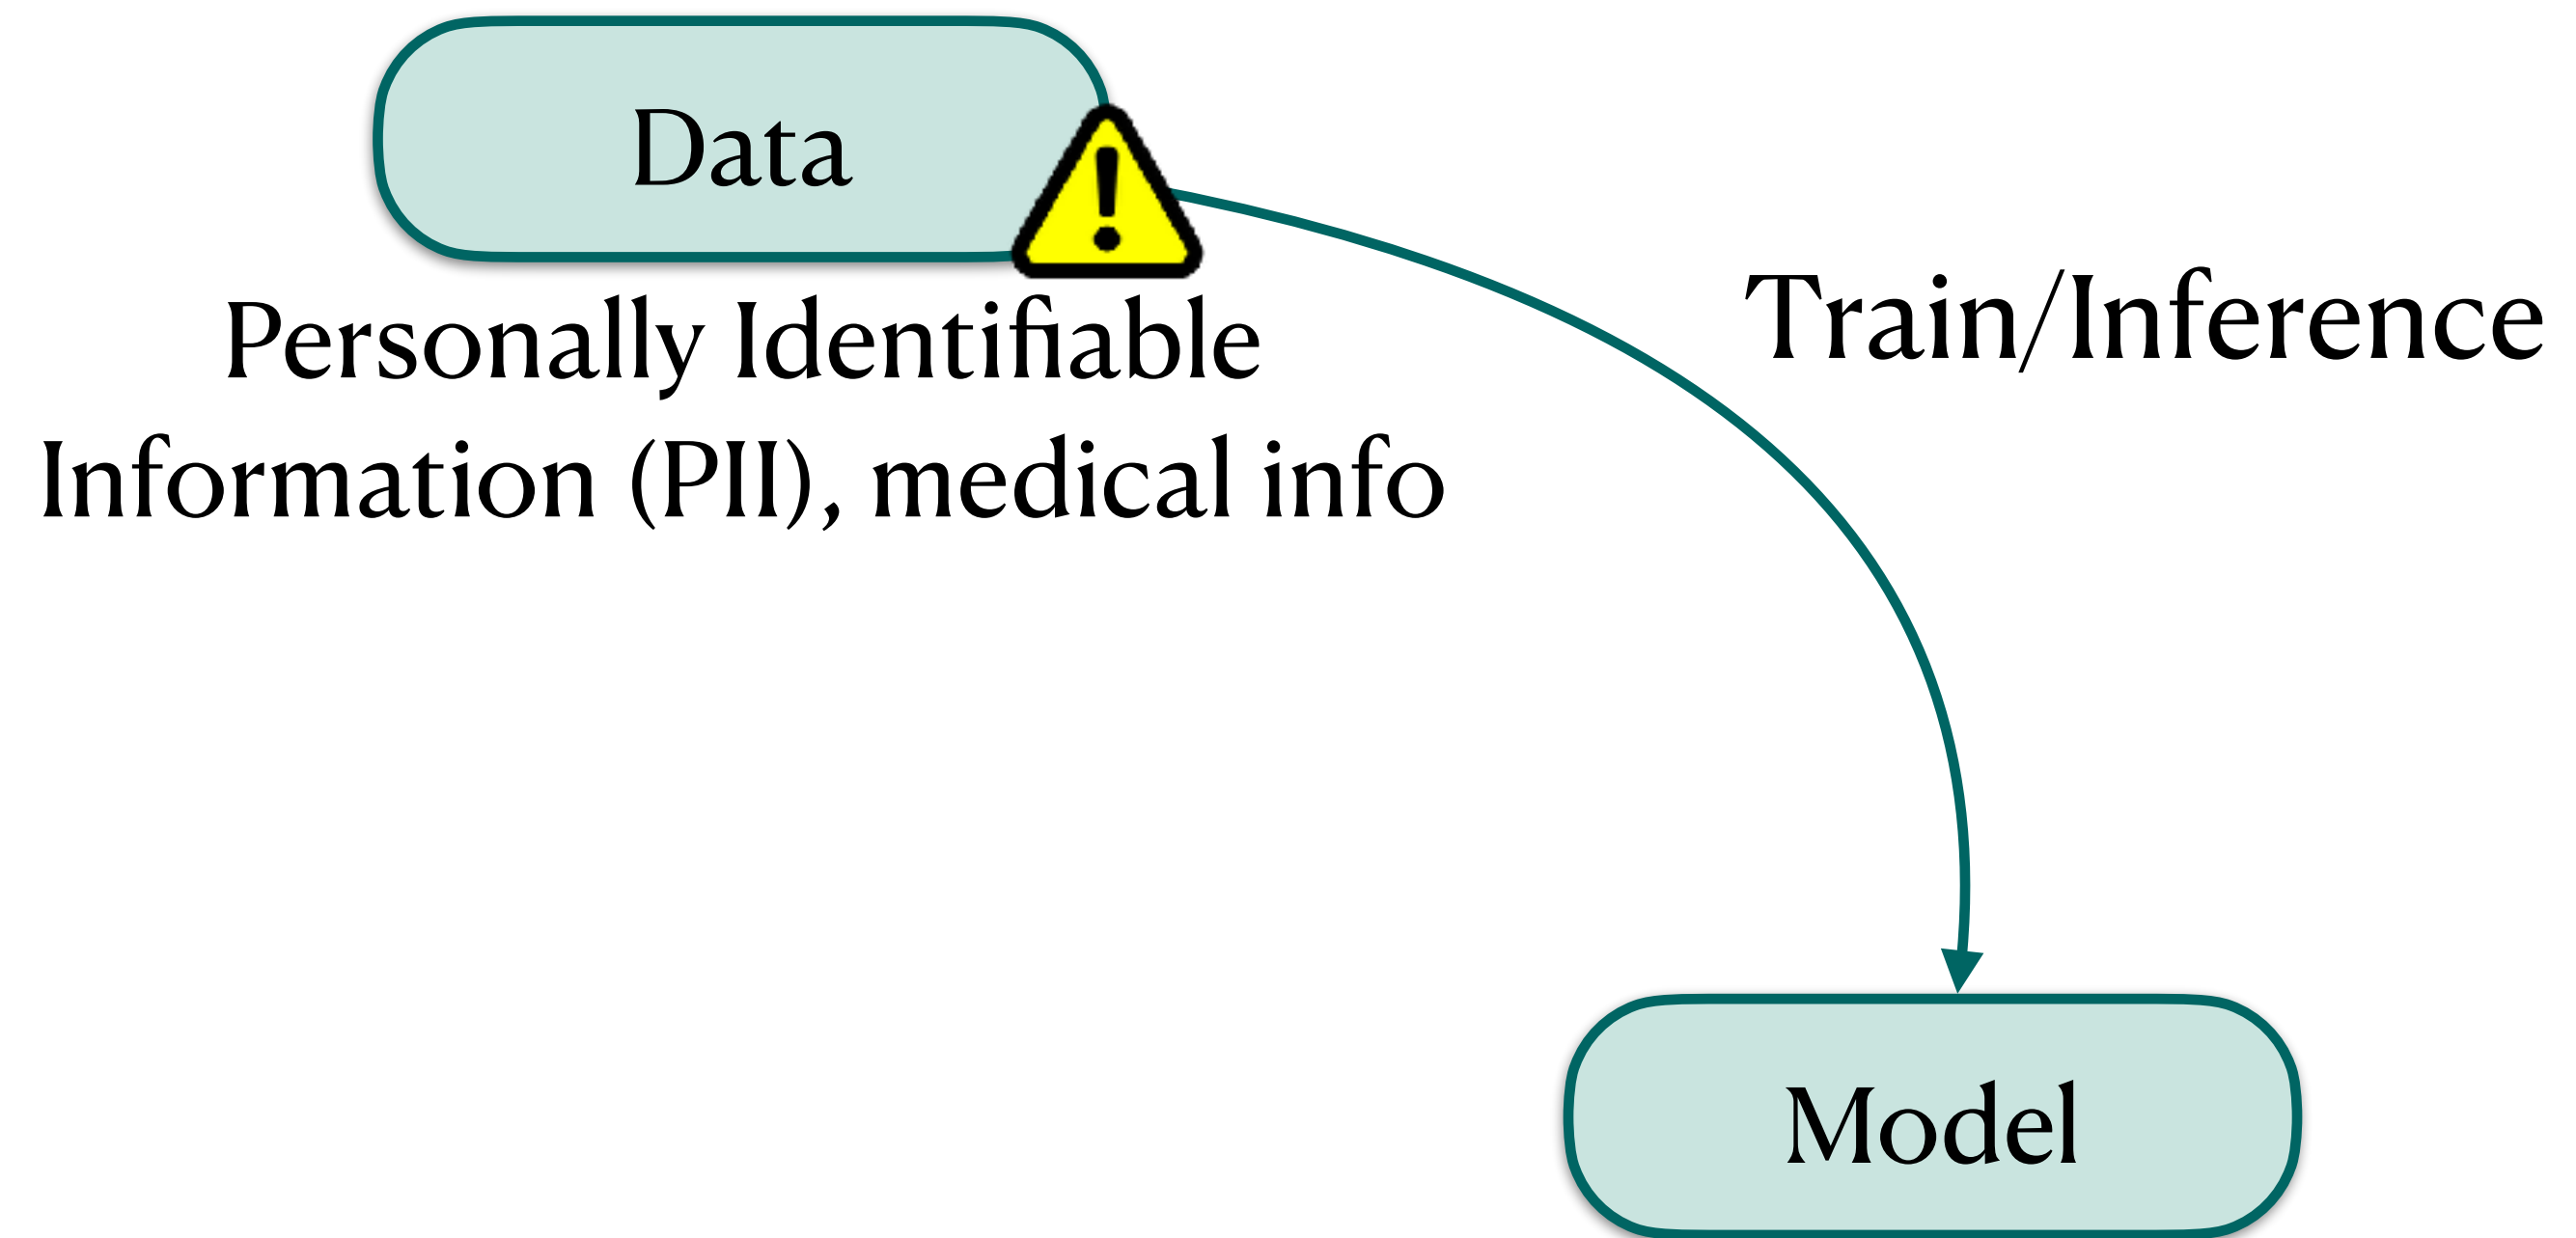 Data
Personally Identifiable
Information (PII), medical info
Train/Inference
Model